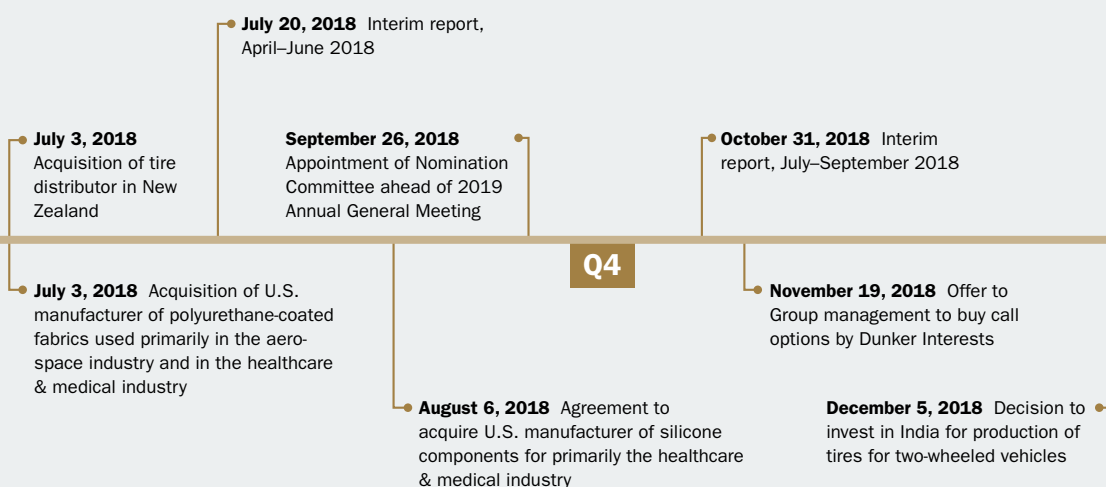 July 20, 2018 Interim report,
April–June 2018
July 3, 2018
Acquisition of tire
distributor in New
Zealand
September 26, 2018
Appointment of Nomination
Committee ahead of 2019
Annual General Meeting
October 31, 2018 Interim
report, July–September 2018
Q4
July 3, 2018 Acquisition of U.S.
manufacturer of polyurethane-coated
fabrics used primarily in the aero-
space industry and in the healthcare
& medical industry
November 19, 2018 Offer to
Group management to buy call
options by Dunker Interests
August 6, 2018 Agreement to
acquire U.S. manufacturer of silicone
components for primarily the healthcare
& medical industry
December 5, 2018 Decision to
invest in India for production of
tires for two-wheeled vehicles